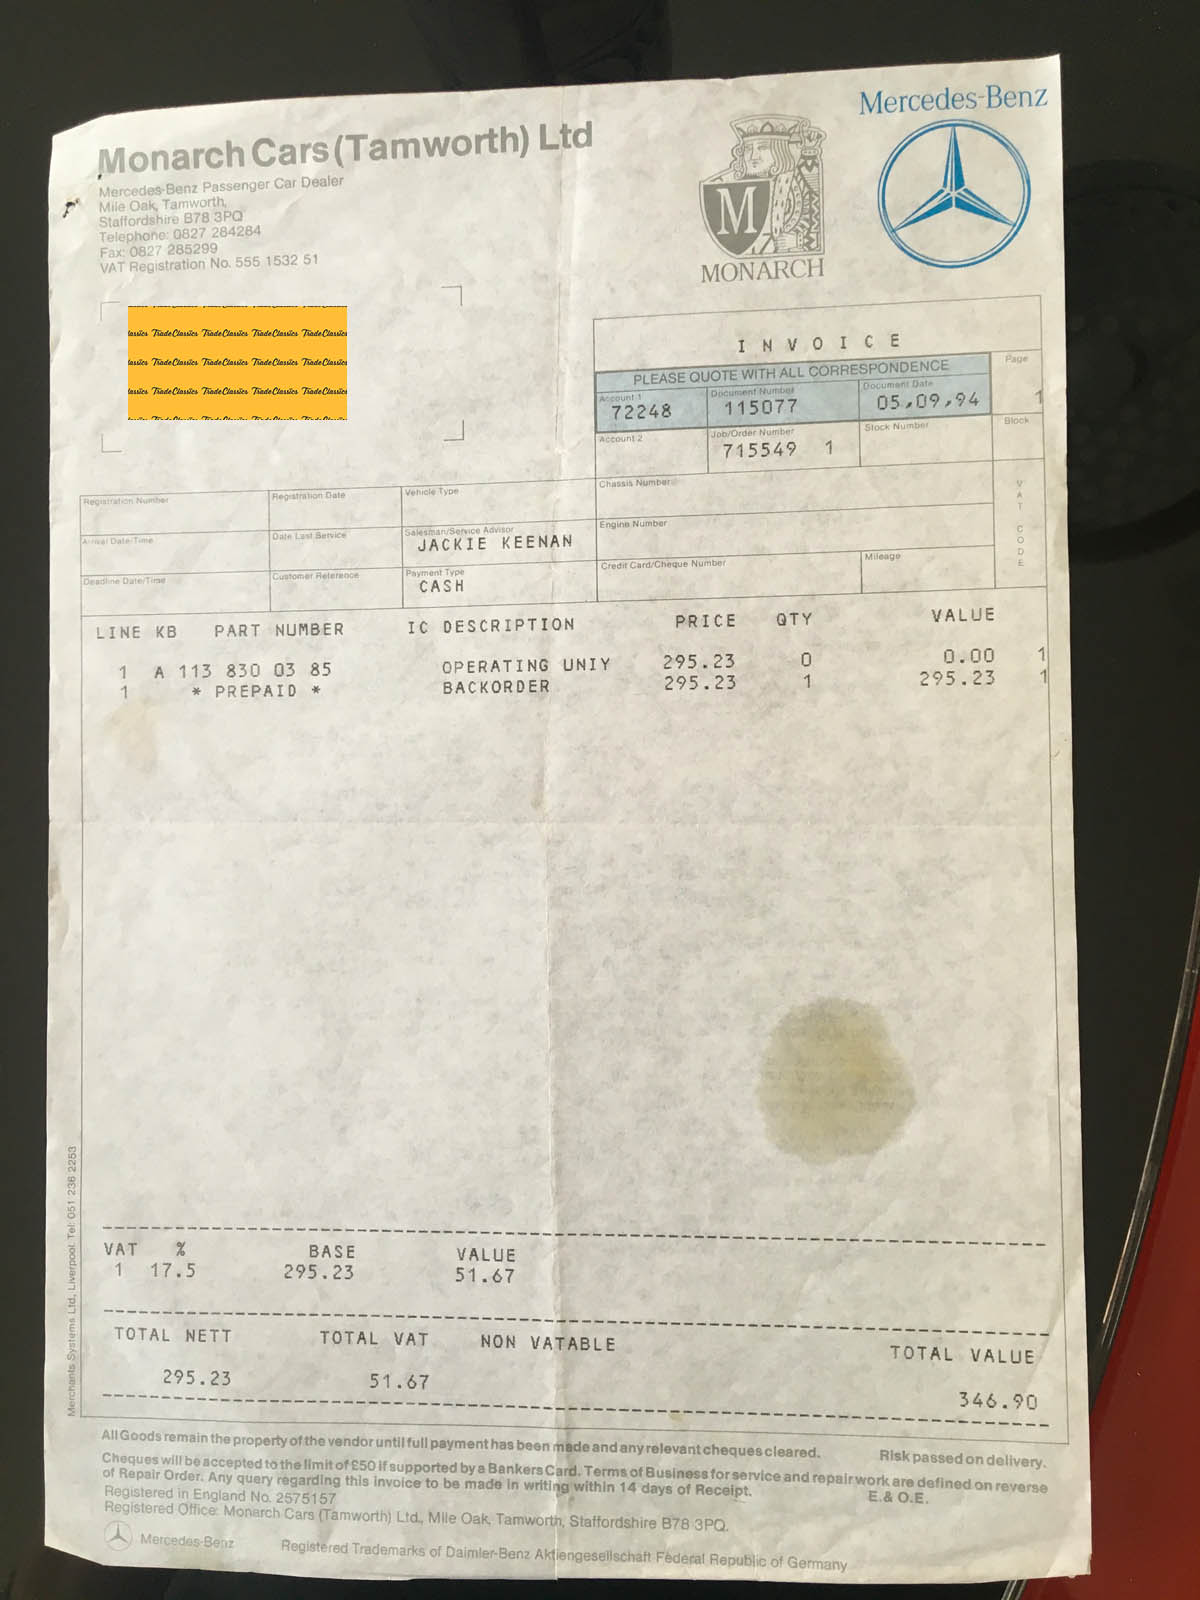 Mercedes-Benz
Monarch Cars (Tamworth) Ltd
Mercedes-Benz Passenger Car Dealer
Mile Oak, Tamworth,
Staffordshire B78 3PQ
Telephone: 0827 284284
Fax: 0827 285299
VAT Registration No. 555 1532 51
M
MONARCH
TradeClassics TradeClassics TradeClassics
TradeClassics TradeClassics TradeClassics
TradeClassics TradeClassics TradeClassics
INVOICE
PLEASE QUOTE WITH ALL CORRESPONDENCE
Page
1
Account 1
72248
Document Number
115077
Document Date
05,09,94
Account 2
Job/Order Number
715549 1
Stock Number
Block
Registration Number
Registration Date
Vehicle Type
Chassis Number
VAT CODE
Arrival Date/Time
Date Last Service
Salesman/Service Advisor
JACKIE KEENAN
Engine Number
Deadline Date/Time
Customer Reference
Payment Type
CASH
Credit Card/Cheque Number
Mileage
LINE KB PART NUMBER IC DESCRIPTION PRICE QTY VALUE
1 A 113 830 03 85 OPERATING UNIY 295.23 0 0.00 1
1 * PREPAID * BACKORDER 295.23 1 295.23 1
Merchants Systems Ltd, Liverpool. Tel: 051 236 2253
VAT % BASE VALUE
1 17.5 295.23 51.67
TOTAL NETT TOTAL VAT NON VATABLE TOTAL VALUE
295.23 51.67 346.90
All Goods remain the property of the vendor until full payment has been made and any relevant cheques cleared. Risk passed on delivery.
Cheques will be accepted to the limit of £50 if supported by a Bankers Card. Terms of Business for service and repair work are defined on reverse
of Repair Order. Any query regarding this invoice to be made in writing within 14 days of Receipt. E.& O.E.
Registered in England No. 2575157
Registered Office: Monarch Cars (Tamworth) Ltd., Mile Oak, Tamworth, Staffordshire B78 3PQ.
Mercedes-Benz Registered Trademarks of Daimler-Benz Aktiengesellschaft Federal Republic of Germany